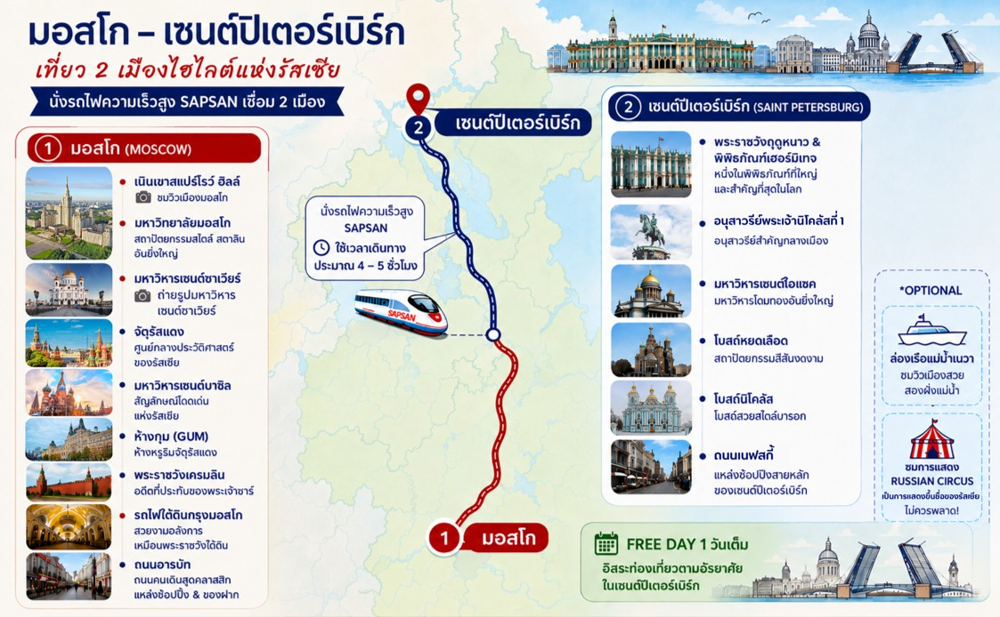 มอสโก – เซนต์ปิเตอร์เบิร์ก
เที่ยว 2 เมืองไฮไลต์แห่งรัสเซีย
นั่งรถไฟความเร็วสูง SAPSAN เชื่อม 2 เมือง
1 มอสโก (MOSCOW)
เนินเขาสแปร์โรว์ ฮิลล์
ชมวิวเมืองมอสโก
มหาวิทยาลัยมอสโก
สถาปัตยกรรมสไตล์ สตาลิน
อันยิ่งใหญ่
มหาวิหารเซนต์ซาเวียร์
ถ่ายรูปมหาวิหาร
เซนต์ซาเวียร์
จัตุรัสแดง
ศูนย์กลางประวัติศาสตร์
ของรัสเซีย
มหาวิหารเซนต์บาซิล
สัญลักษณ์โดดเด่น
แห่งรัสเซีย
ห้างกุม (GUM)
ห้างหรูริมจัตุรัสแดง
พระราชวังเครมลิน
อดีตที่ประทับของพระเจ้าซาร์
รถไฟใต้ดินกรุงมอสโก
สวยงามอลังการ
เหมือนพระราชวังใต้ดิน
ถนนอารบัท
ถนนคนเดินสุดคลาสสิก
แหล่งช้อปปิ้ง & ของฝาก
2 เซนต์ปีเตอร์เบิร์ก
นั่งรถไฟความเร็วสูง
SAPSAN
ใช้เวลาเดินทาง
ประมาณ 4 – 5 ชั่วโมง
SAPSAN
1 มอสโก
2 เซนต์ปีเตอร์เบิร์ก (SAINT PETERSBURG)
พระราชวังฤดูหนาว &
พิพิธภัณฑ์เฮอร์มิเทจ
หนึ่งในพิพิธภัณฑ์ที่ใหญ่
และสำคัญที่สุดในโลก
อนุสาวรีย์พระเจ้านิโคลัสที่ 1
อนุสาวรีย์สำคัญกลางเมือง
มหาวิหารเซนต์ไอแซค
มหาวิหารโดมทองอันยิ่งใหญ่
โบสถ์หยดเลือด
สถาปัตยกรรมสีสันงดงาม
โบสถ์นิโคลัส
โบสถ์สวยสไตล์บารอก
ถนนเนฟสกี้
แหล่งช้อปปิงสายหลัก
ของเซนต์ปีเตอร์เบิร์ก
*OPTIONAL
ล่องเรือแม่น้ำเนวา
ชมวิวเมืองสวย
สองฝั่งแม่น้ำ
ชมการแสดง
RUSSIAN CIRCUS
เป็นการแสดงขึ้นชื่อของรัสเซีย
ไม่ควรพลาด!
FREE DAY 1 วันเต็ม
อิสระท่องเที่ยวตามอัธยาศัย
ในเซนต์ปีเตอร์เบิร์ก